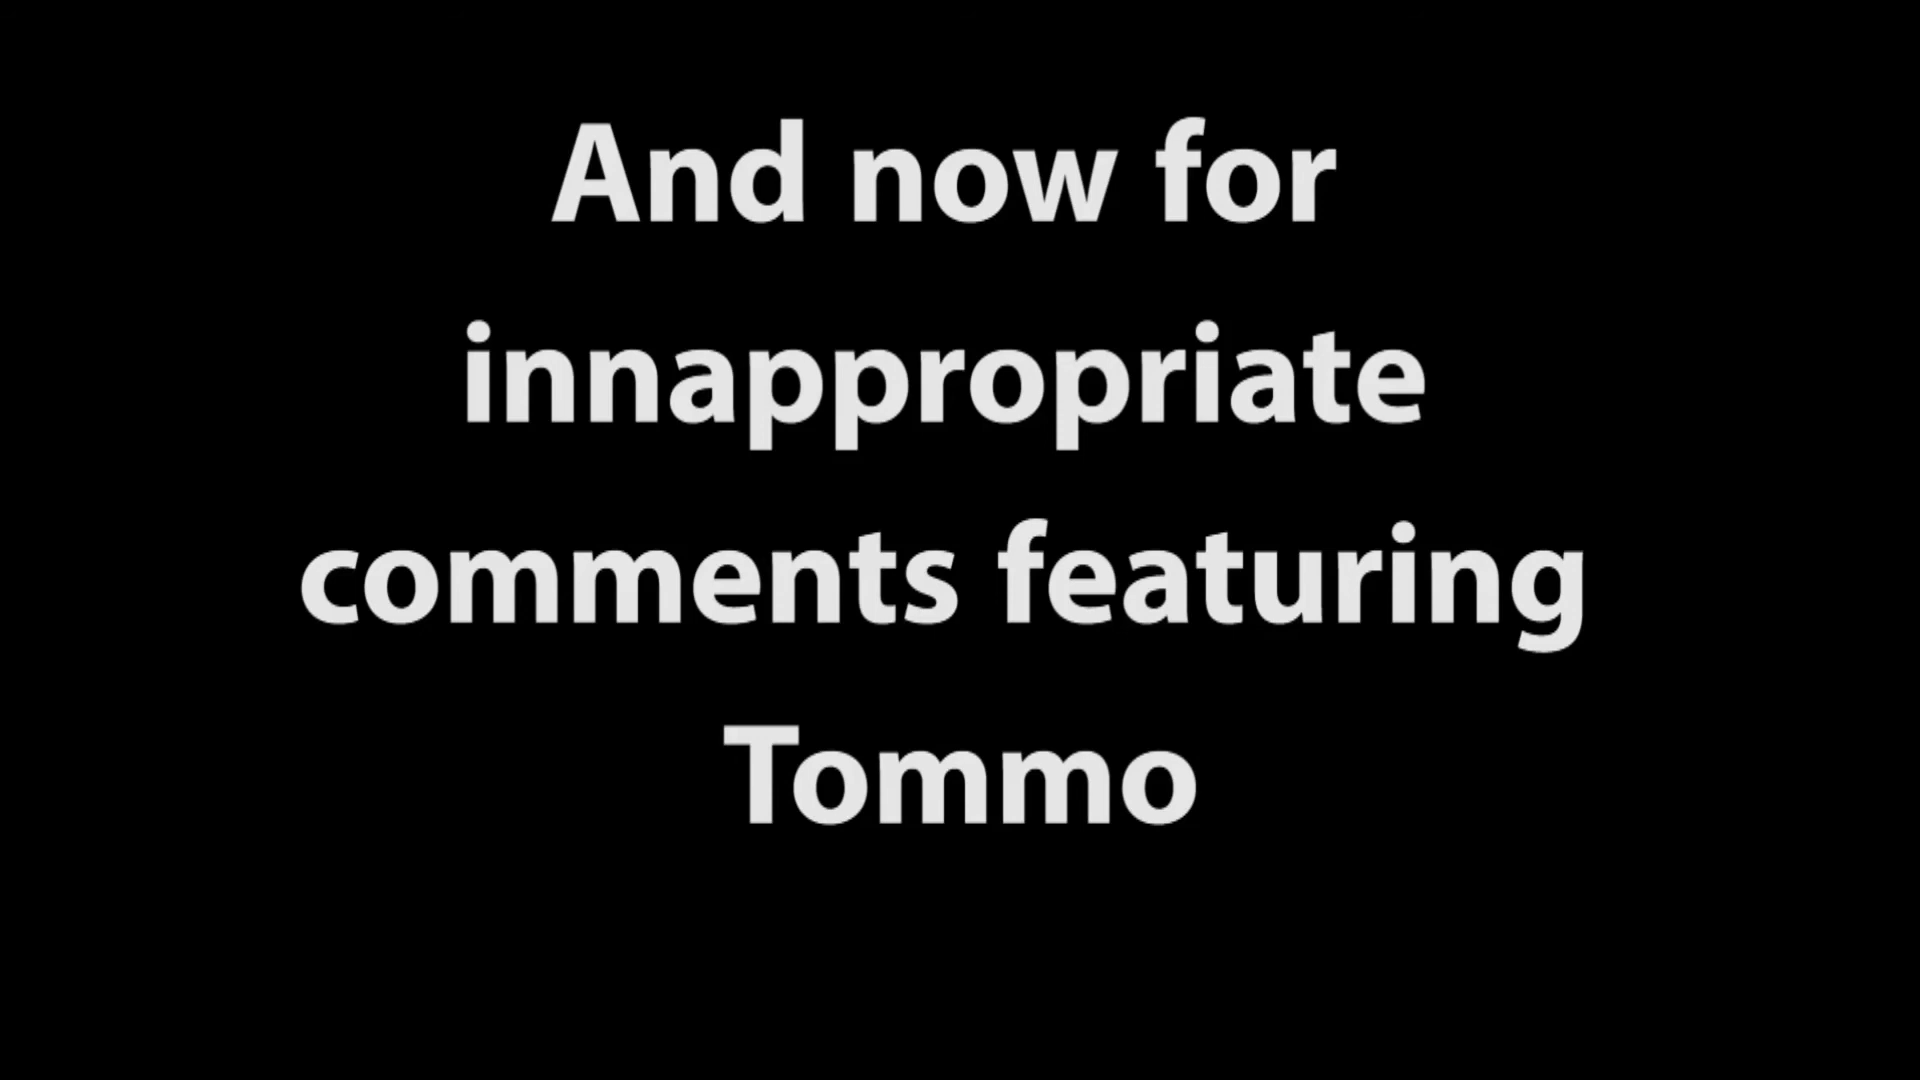 And now for
innappropriate
comments featuring
Tommo